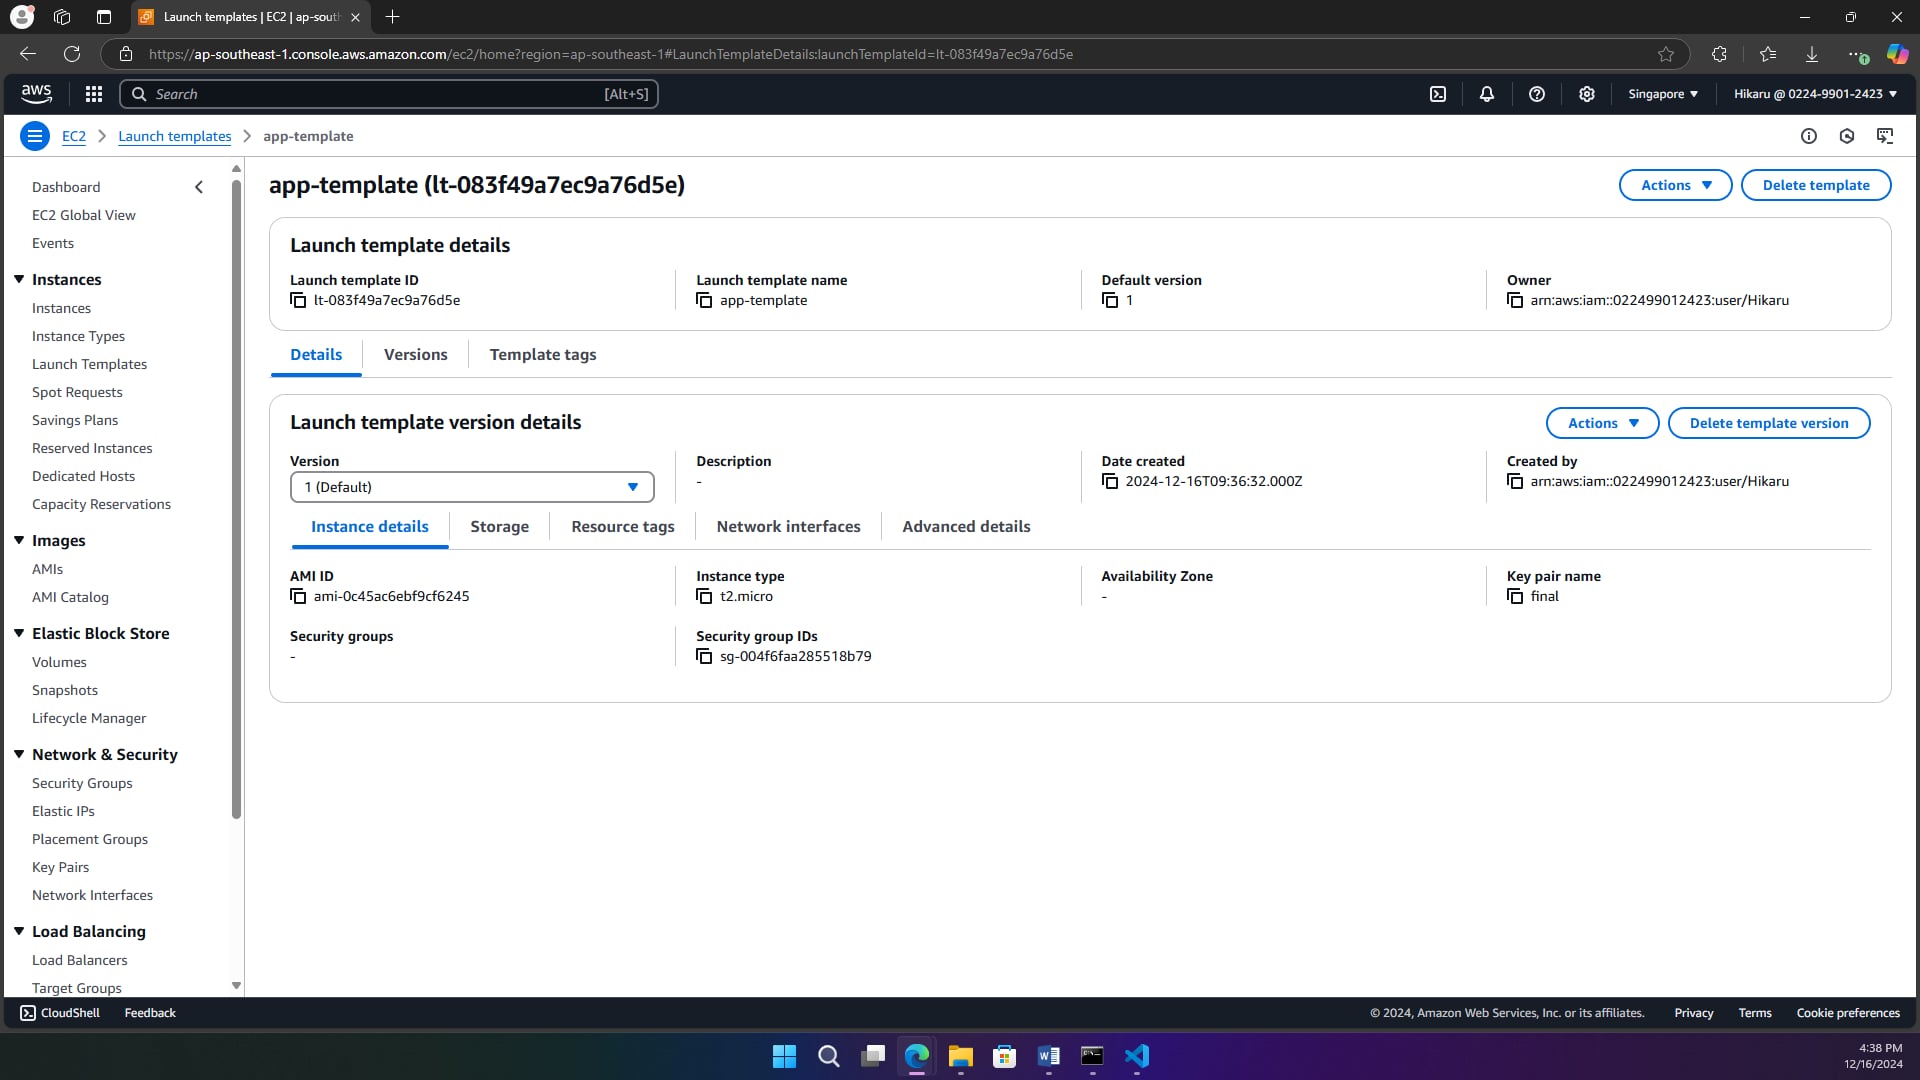 Launch templates | EC2 | ap-south
https://ap-southeast-1.console.aws.amazon.com/ec2/home?region=ap-southeast-1#LaunchTemplateDetails:launchTemplateId=lt-083f49a7ec9a76d5e
aws
Search [Alt+S]
Singapore
Hikaru @ 0224-9901-2423
EC2 > Launch templates > app-template
Dashboard
EC2 Global View
Events
Instances
Instances
Instance Types
Launch Templates
Spot Requests
Savings Plans
Reserved Instances
Dedicated Hosts
Capacity Reservations
Images
AMIs
AMI Catalog
Elastic Block Store
Volumes
Snapshots
Lifecycle Manager
Network & Security
Security Groups
Elastic IPs
Placement Groups
Key Pairs
Network Interfaces
Load Balancing
Load Balancers
Target Groups
app-template (lt-083f49a7ec9a76d5e)
Actions
Delete template
Launch template details
Launch template ID
lt-083f49a7ec9a76d5e
Launch template name
app-template
Default version
1
Owner
arn:aws:iam::022499012423:user/Hikaru
Details
Versions
Template tags
Launch template version details
Actions
Delete template version
Version
1 (Default)
Description
-
Date created
2024-12-16T09:36:32.000Z
Created by
arn:aws:iam::022499012423:user/Hikaru
Instance details
Storage
Resource tags
Network interfaces
Advanced details
AMI ID
ami-0c45ac6ebf9cf6245
Instance type
t2.micro
Availability Zone
-
Key pair name
final
Security groups
-
Security group IDs
sg-004f6faa285518b79
CloudShell
Feedback
© 2024, Amazon Web Services, Inc. or its affiliates.
Privacy
Terms
Cookie preferences
4:38 PM
12/16/2024